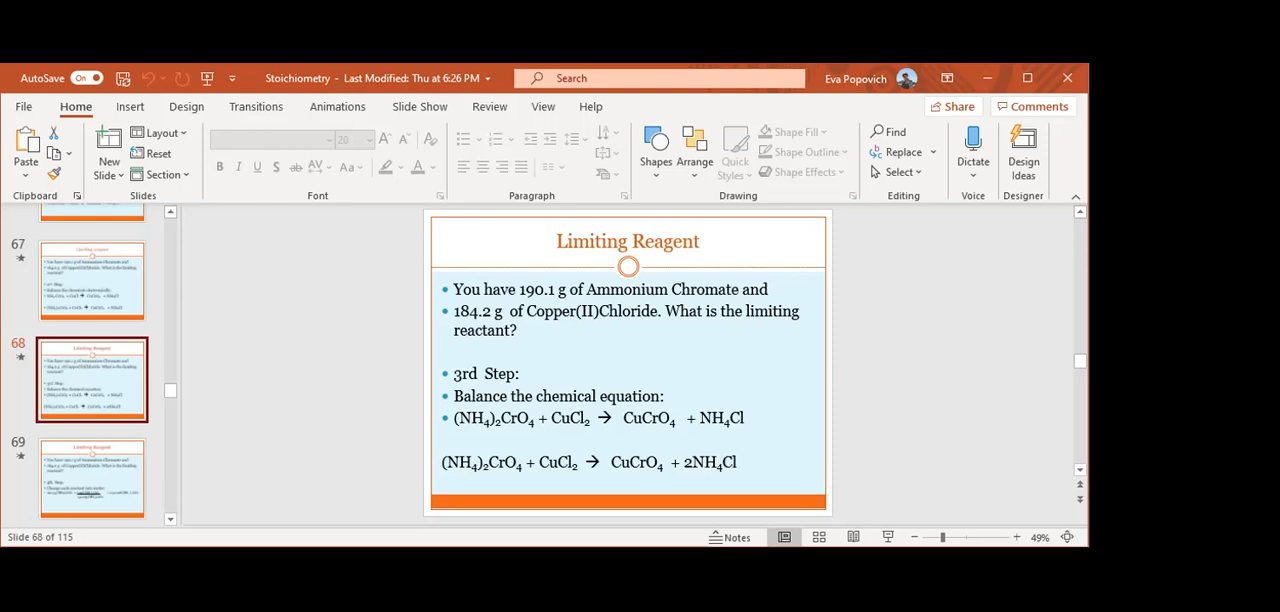 AutoSave On Stoichiometry - Last Modified: Thu at 6:26 PM Search Eva Popovich
File Home Insert Design Transitions Animations Slide Show Review View Help Share Comments
Paste
New
Slide
Layout
Reset
Section
20
B I U S ab AV Aa A
Shapes
Arrange
Quick
Styles
Shape Fill
Shape Outline
Shape Effects
Find
Replace
Select
Dictate
Design
Ideas
Clipboard Slides Font Paragraph Drawing Editing Voice Designer
67
68
69
Limiting Reagent
You have 190.1 g of Ammonium Chromate and
184.2 g of Copper(II)Chloride. What is the limiting
reactant?
3rd Step:
Balance the chemical equation:
(NH₄)₂CrO₄ + CuCl₂ → CuCrO₄ + NH₄Cl
(NH₄)₂CrO₄ + CuCl₂ → CuCrO₄ + 2NH₄Cl
Slide 68 of 115 Notes 49%